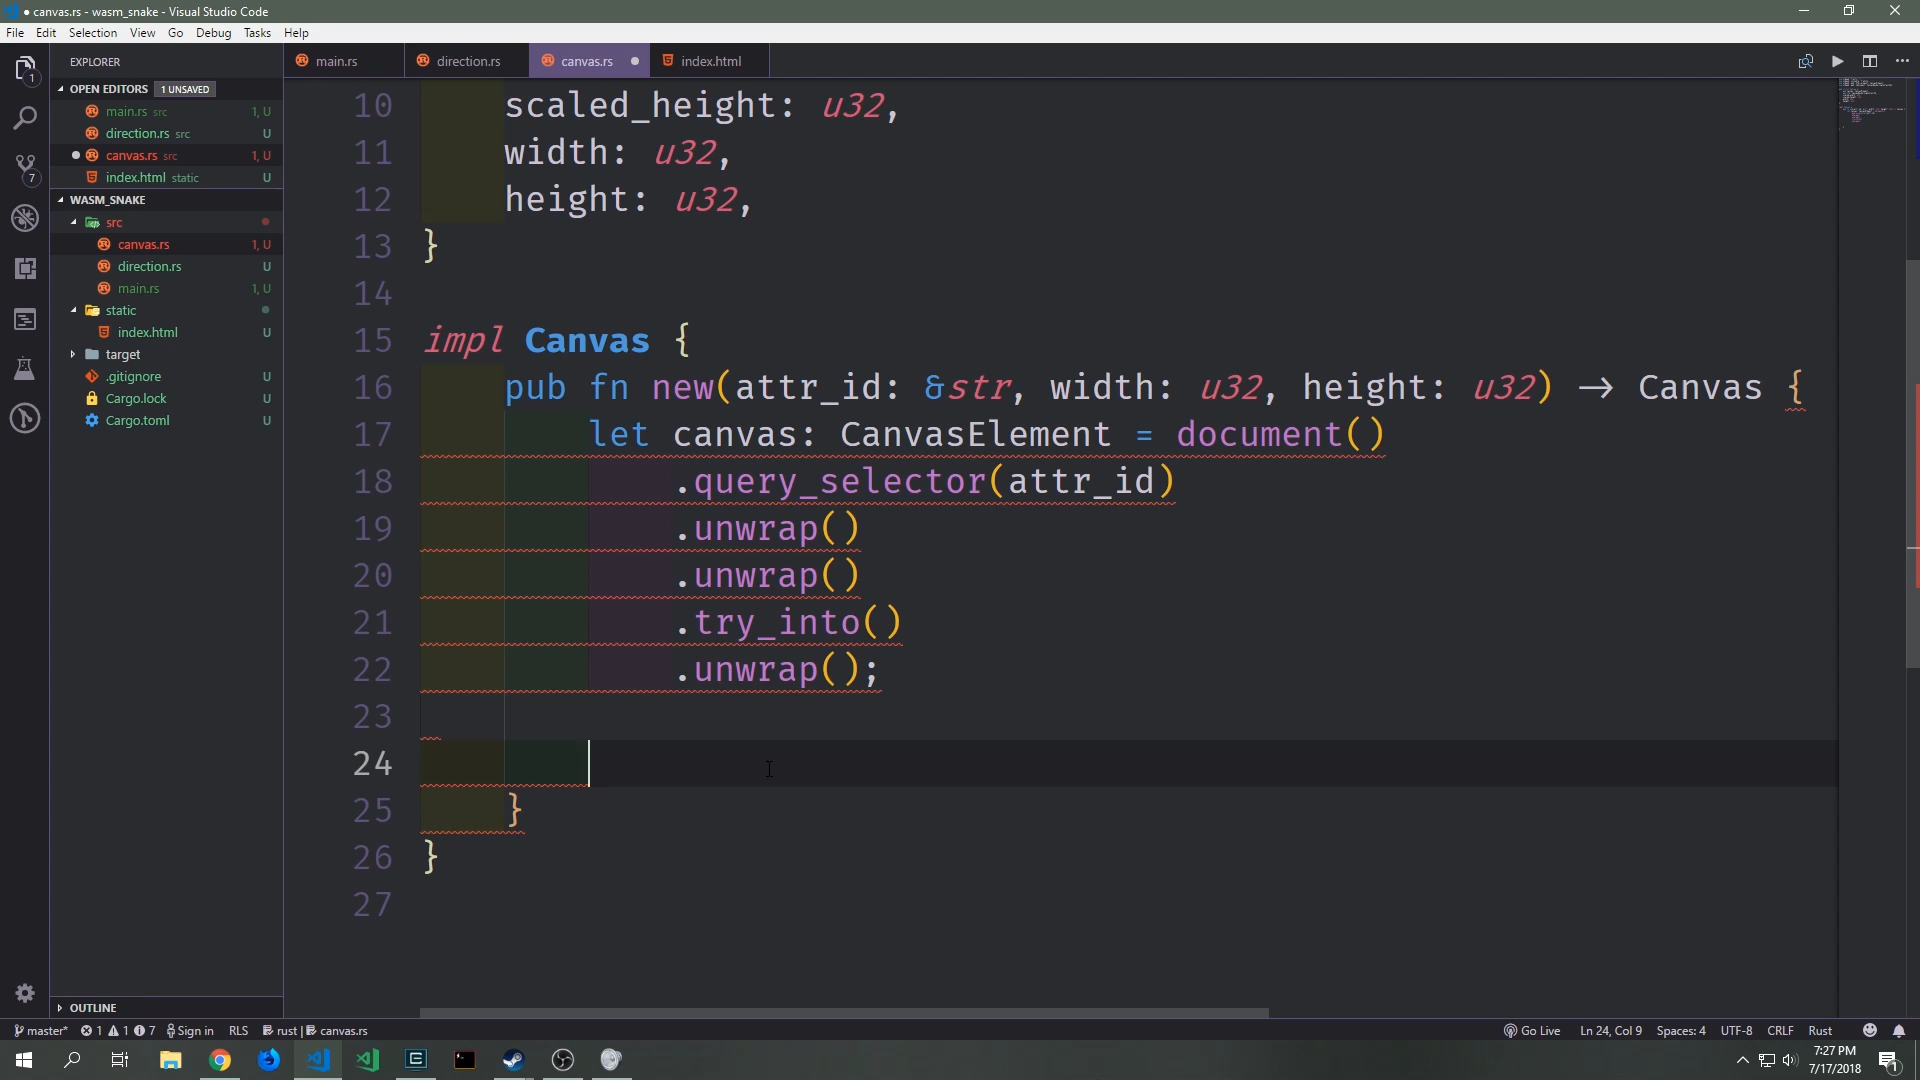 ● canvas.rs - wasm_snake - Visual Studio Code
File Edit Selection View Go Debug Tasks Help
EXPLORER
main.rs
direction.rs
canvas.rs
index.html
OPEN EDITORS 1 UNSAVED
main.rs src 1, U
direction.rs src U
canvas.rs src 1, U
index.html static U
WASM_SNAKE
src
canvas.rs 1, U
direction.rs U
main.rs 1, U
static
index.html U
target
.gitignore U
Cargo.lock U
Cargo.toml U
OUTLINE
1
7
10 scaled_height: u32,
11 width: u32,
12 height: u32,
13 }
14
15 impl Canvas {
16 pub fn new(attr_id: &str, width: u32, height: u32) → Canvas {
17 let canvas: CanvasElement = document()
18 .query_selector(attr_id)
19 .unwrap()
20 .unwrap()
21 .try_into()
22 .unwrap();
23
24
25 }
26 }
27
master* 1 1 7 Sign in RLS rust | canvas.rs
Go Live Ln 24, Col 9 Spaces: 4 UTF-8 CRLF Rust
7:27 PM
7/17/2018
1